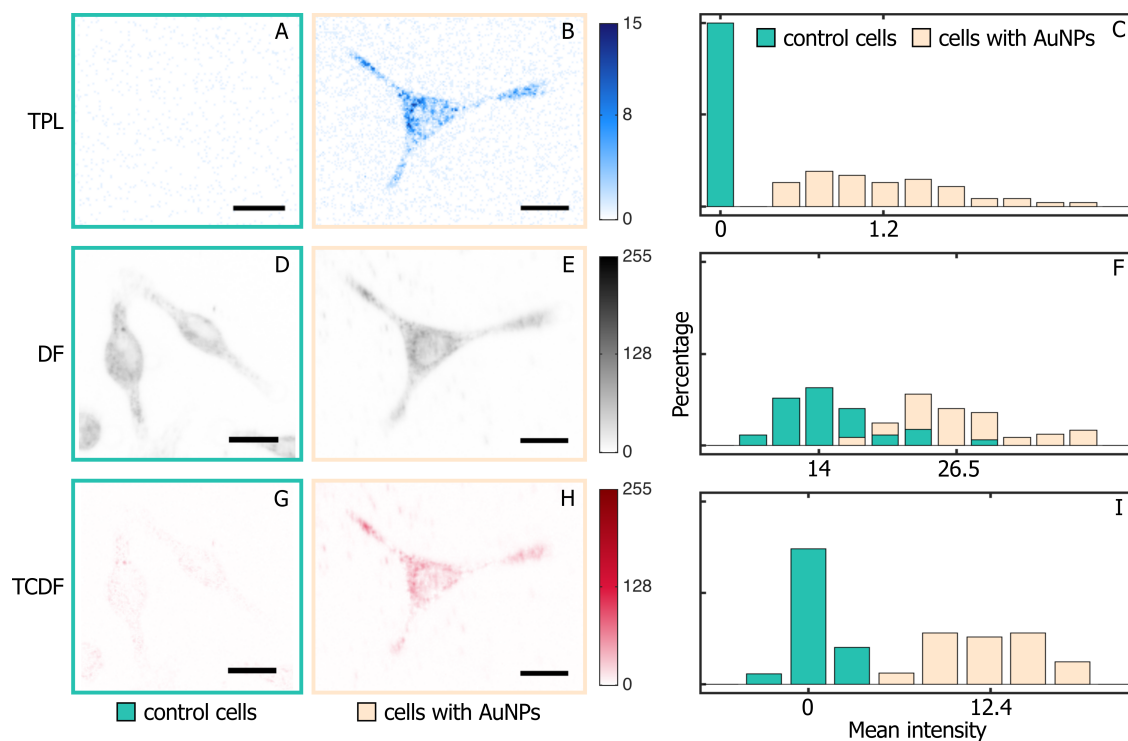 A
B
15
8
0
TPL
C
control cells
cells with AuNPs
0
1.2
D
E
255
128
0
DF
F
14
26.5
Percentage
G
H
255
128
0
TCDF
I
0
12.4
Mean intensity
control cells
cells with AuNPs